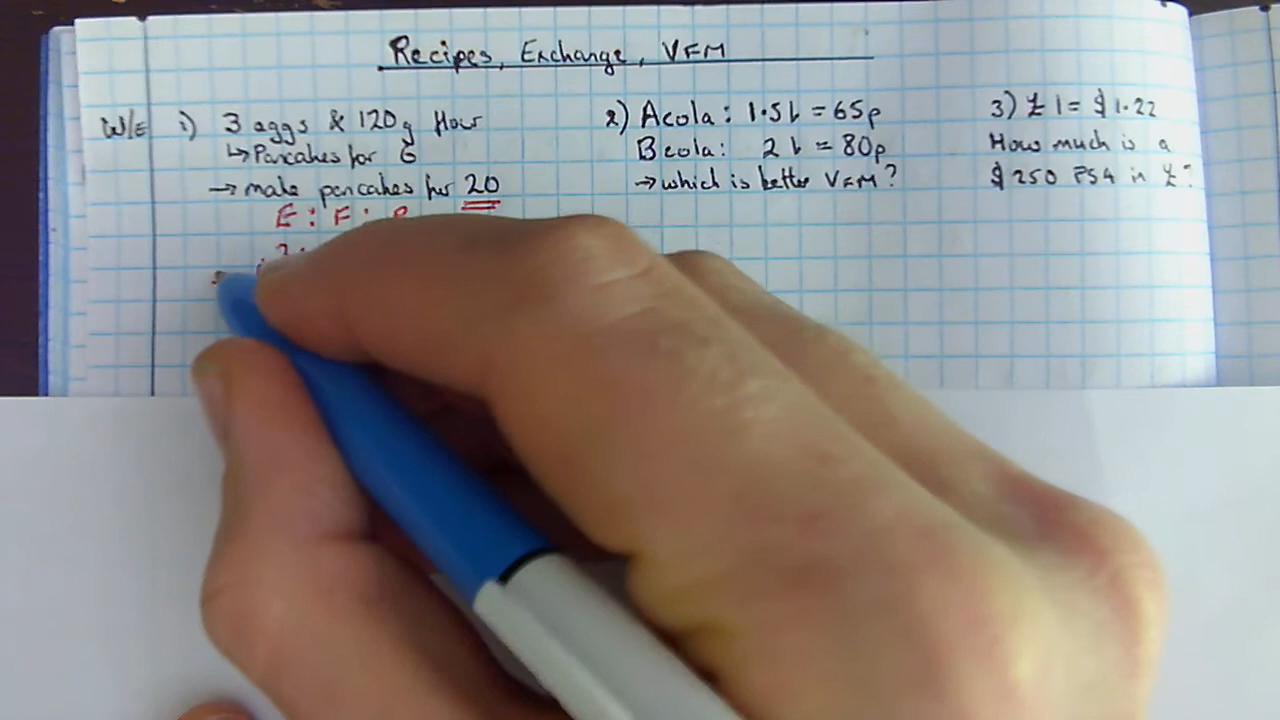 Recipes, Exchange, VFM
W/E 1) 3 eggs & 120g flour
↳Pancakes for 6
→ make pancakes for 20
E : F : P
3 :
2) Acola: 1.5L = 65p
Bcola: 2L = 80p
→which is better VFM?
3) £1 = $1.22
How much is a
$250 PS4 in £?